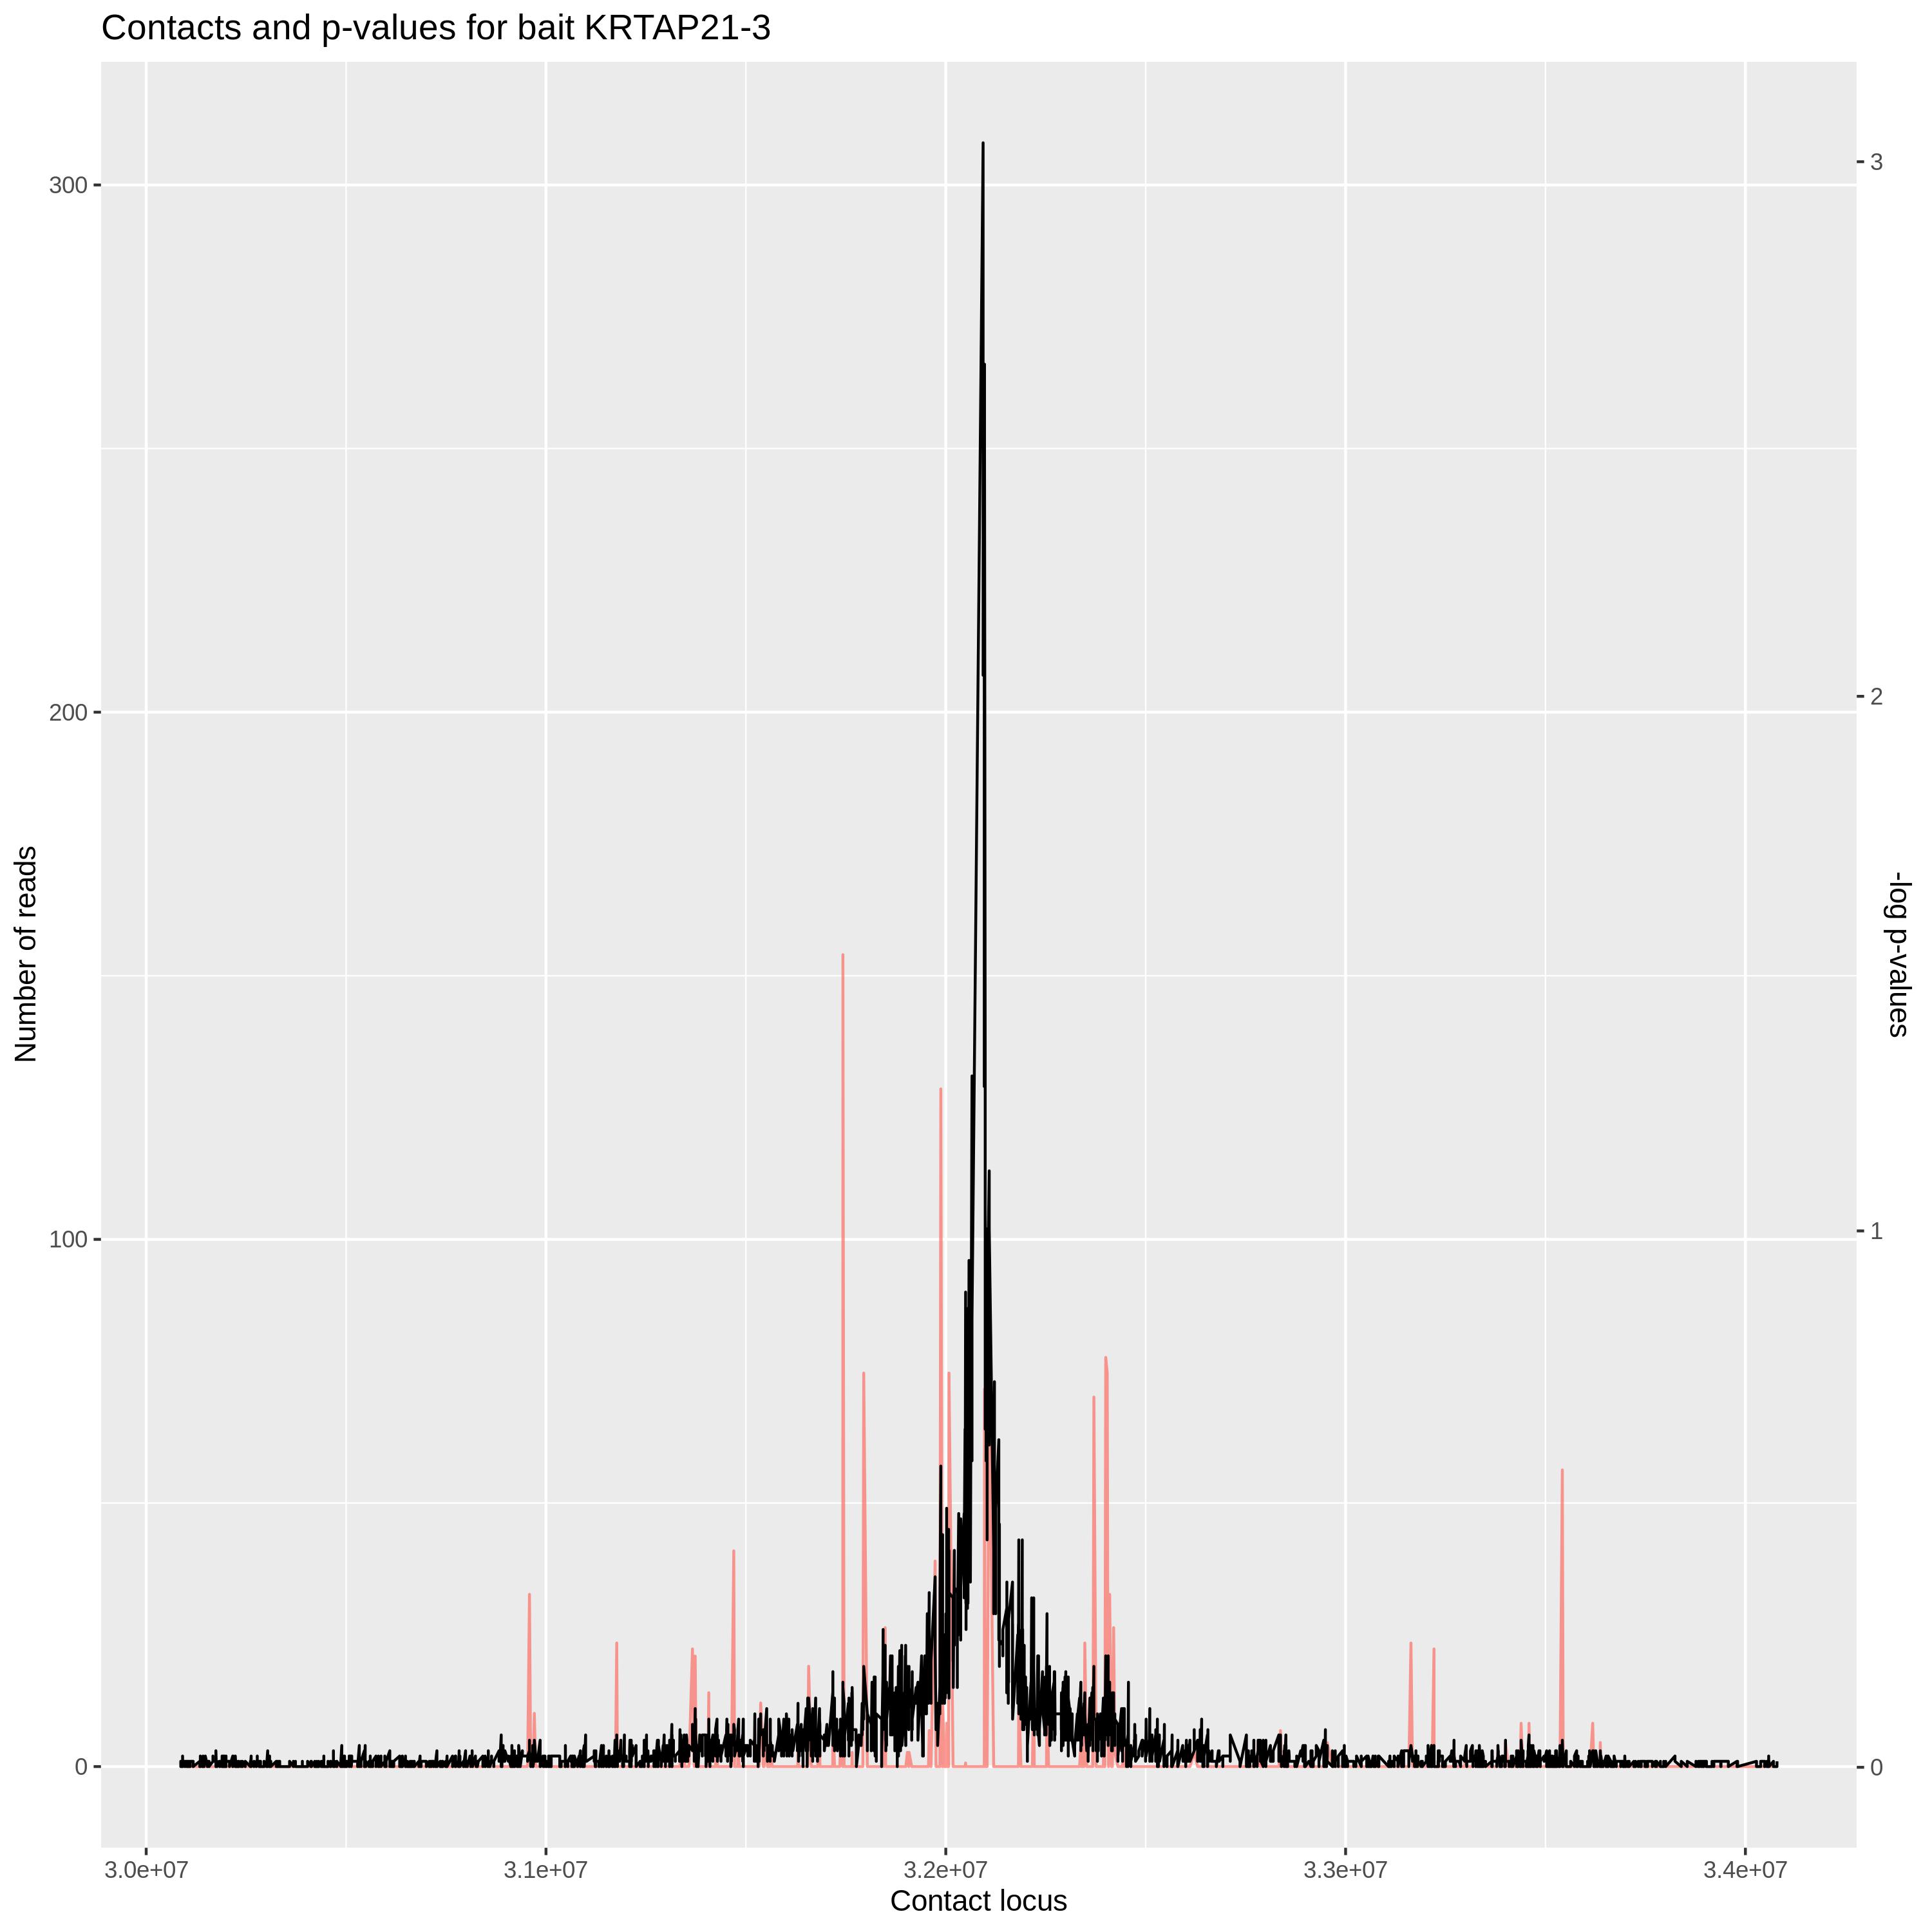 Contacts and p-values for bait KRTAP21-3
300
200
100
0
3
2
1
0
Number of reads
-log p-values
3.0e+07 3.1e+07 3.2e+07 3.3e+07 3.4e+07
Contact locus